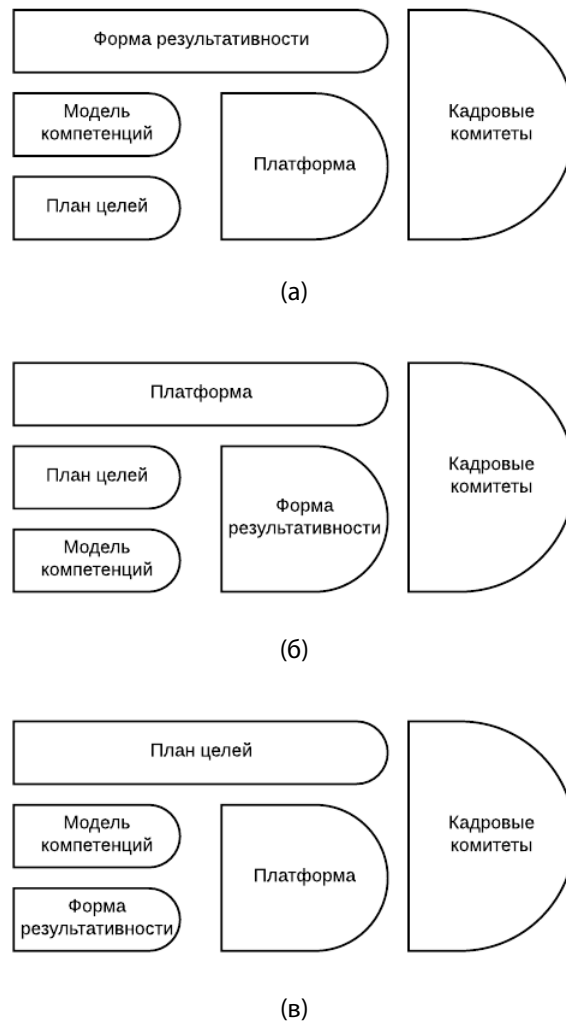 Форма результативности
Модель
компетенций
План целей
Платформа
Кадровые
комитеты
(а)
Платформа
План целей
Модель
компетенций
Форма
результативности
Кадровые
комитеты
(б)
План целей
Модель
компетенций
Форма
результативности
Платформа
Кадровые
комитеты
(в)